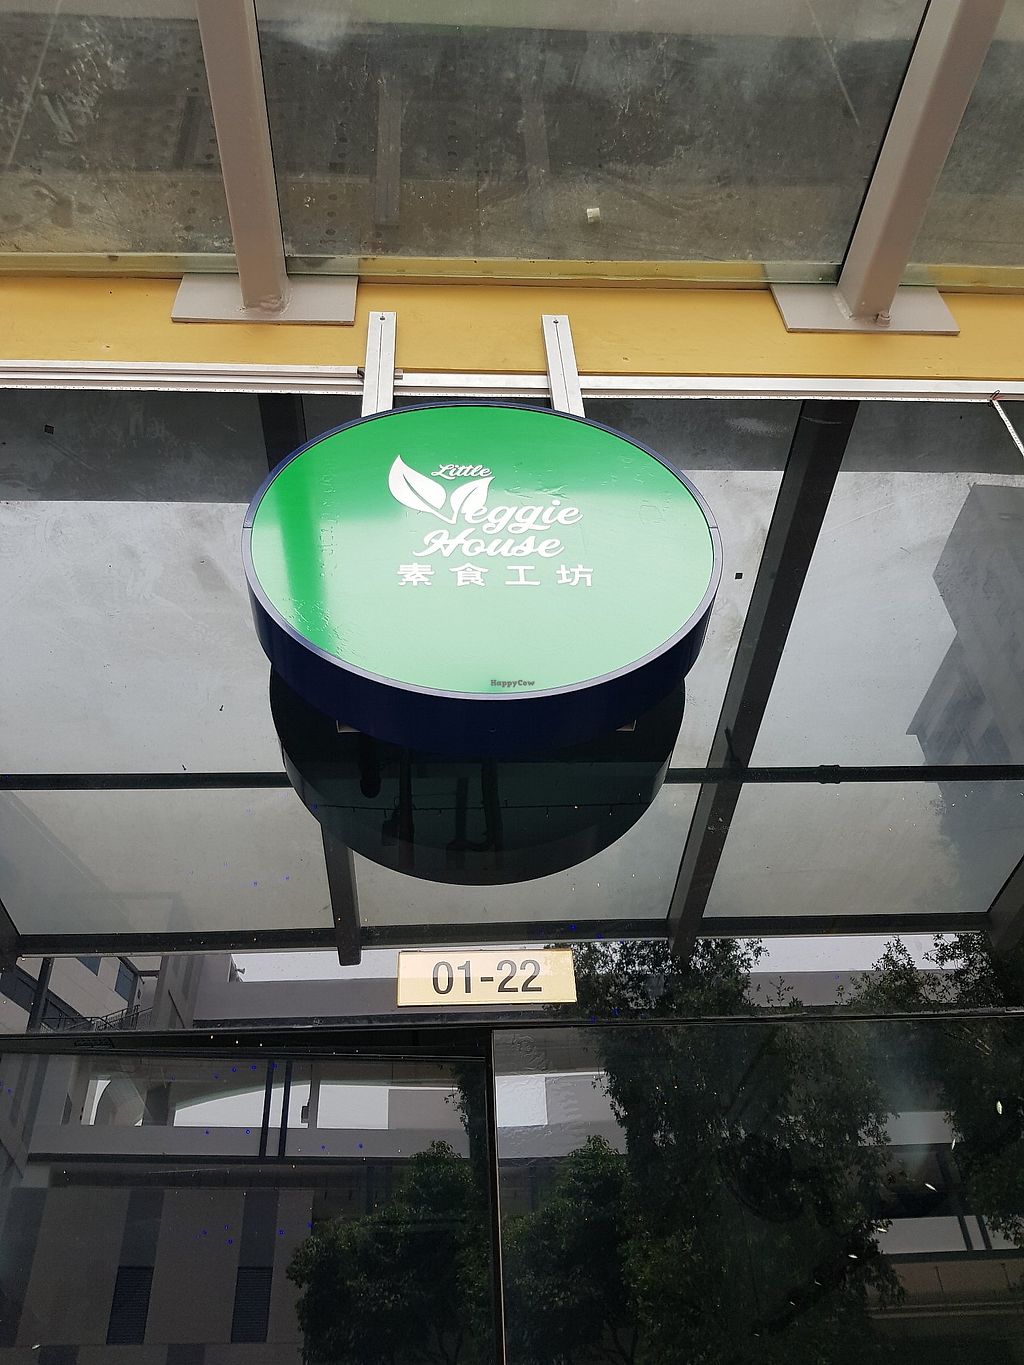 Little
Veggie
House
素食工坊
HappyCow
01-22